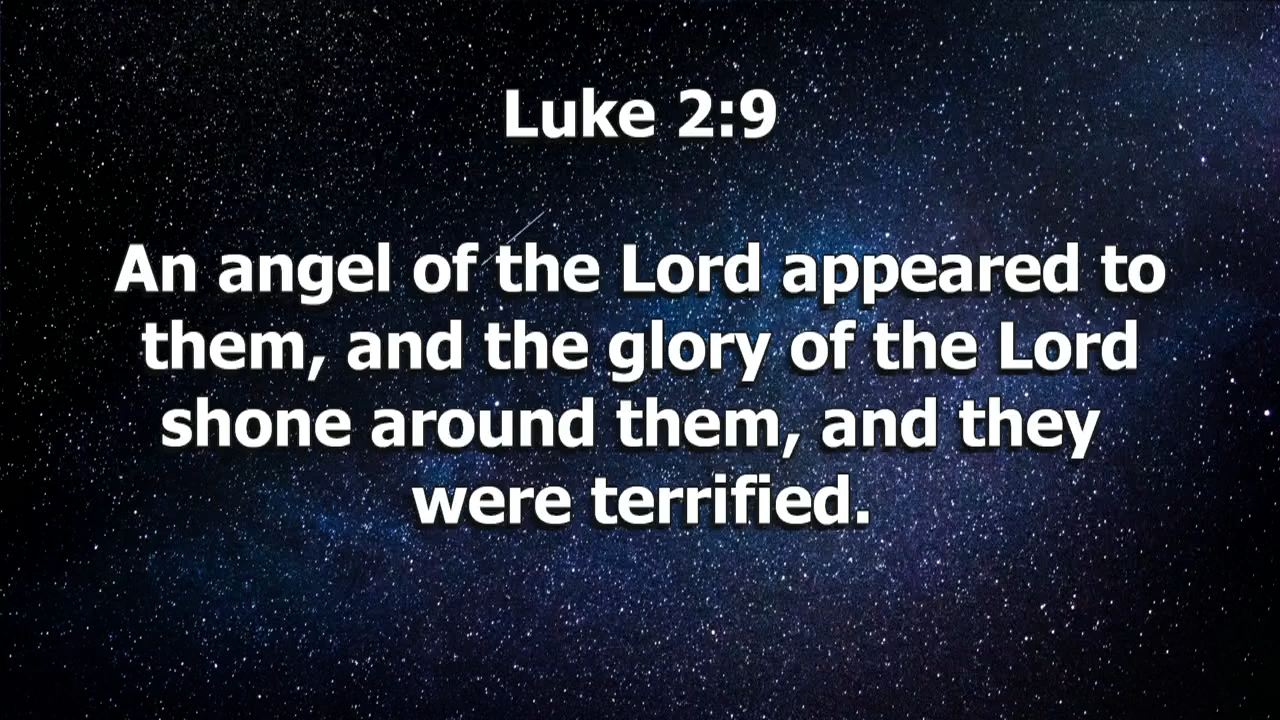 Luke 2:9
An angel of the Lord appeared to
them, and the glory of the Lord
shone around them, and they
were terrified.